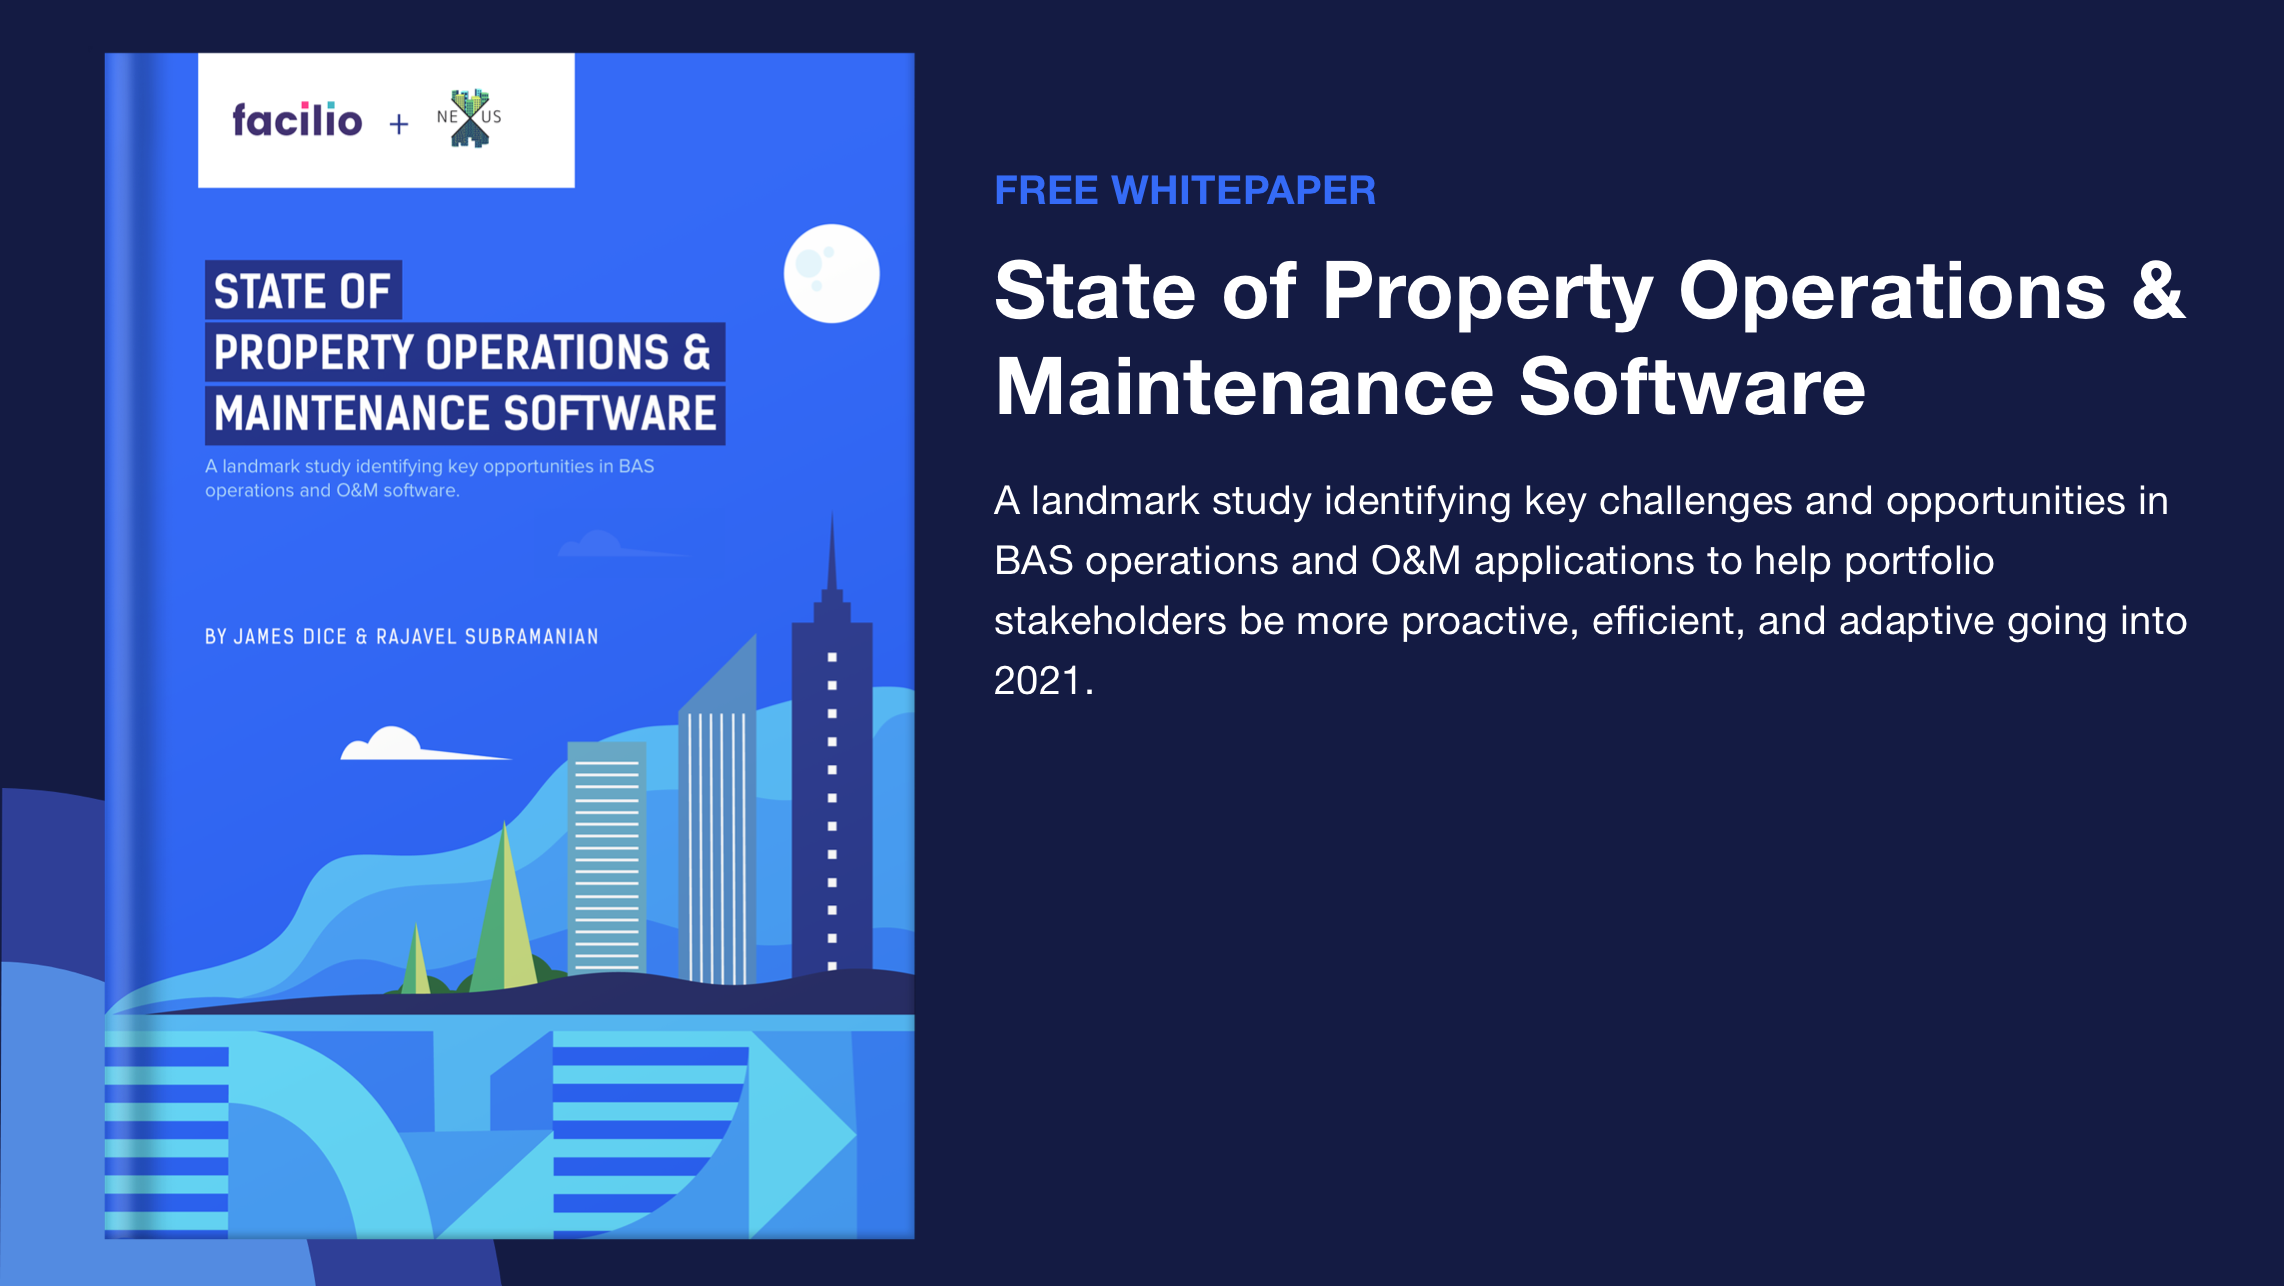 facilio + NEXUS
STATE OF
PROPERTY OPERATIONS &
MAINTENANCE SOFTWARE
A landmark study identifying key opportunities in BAS
operations and O&M software.
BY JAMES DICE & RAJAVEL SUBRAMANIAN
FREE WHITEPAPER
State of Property Operations &
Maintenance Software
A landmark study identifying key challenges and opportunities in
BAS operations and O&M applications to help portfolio
stakeholders be more proactive, efficient, and adaptive going into
2021.